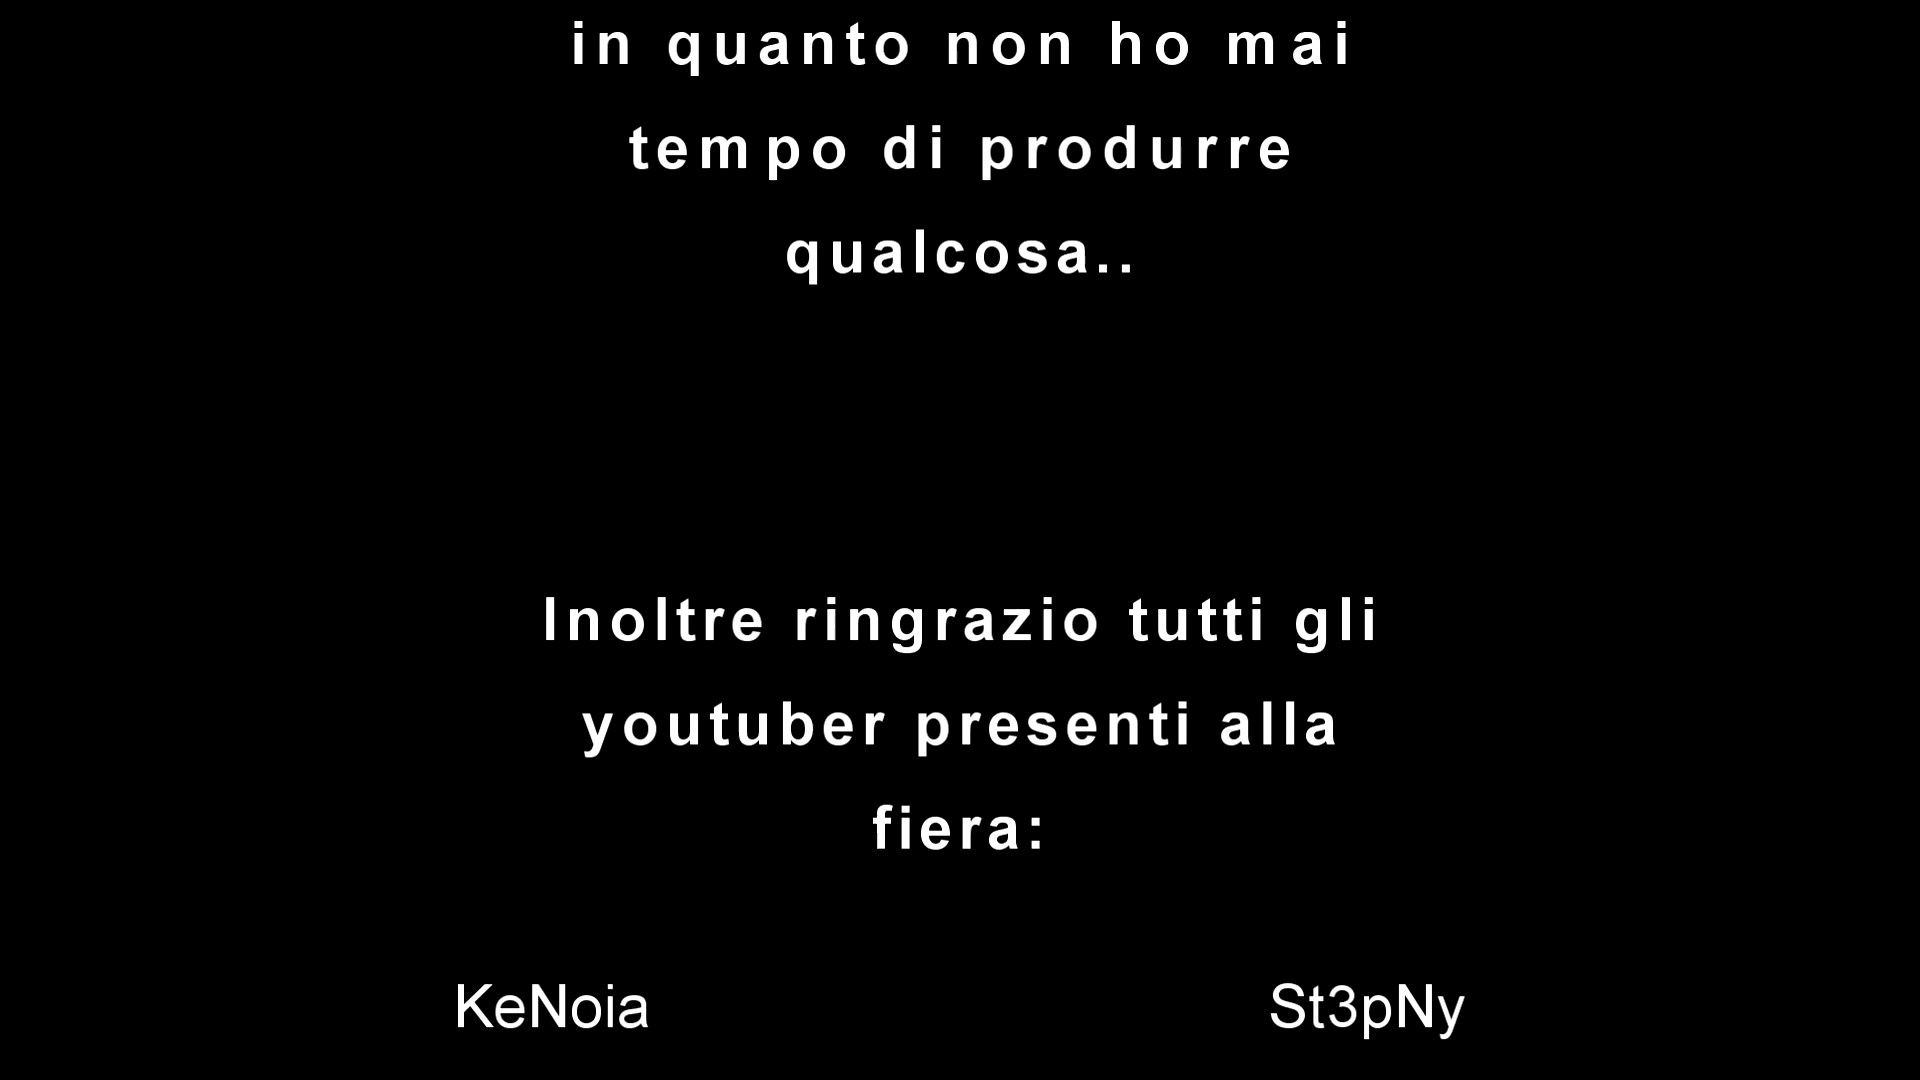 in quanto non ho mai
tempo di produrre
qualcosa..
Inoltre ringrazio tutti gli
youtuber presenti alla
fiera:
KeNoia St3pNy